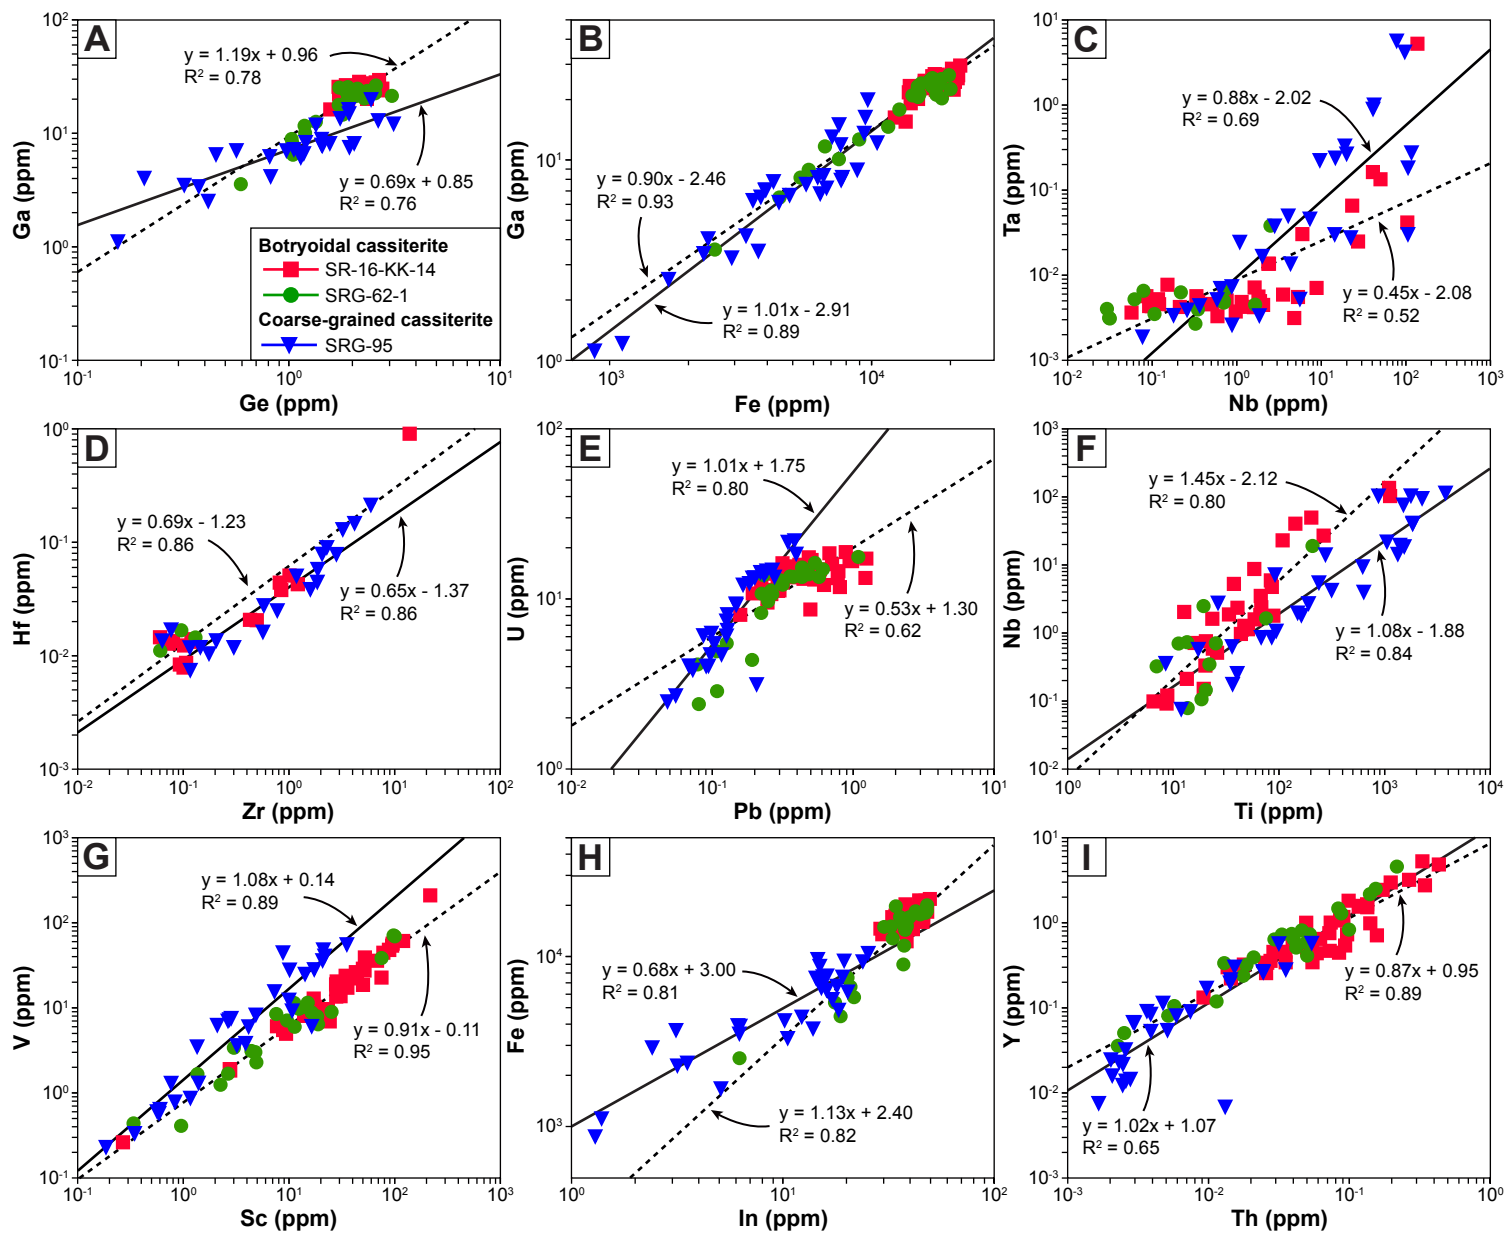 A
10²
10¹
10⁰
10⁻¹
Ga (ppm)
y = 1.19x + 0.96
R² = 0.78
y = 0.69x + 0.85
R² = 0.76
Botryoidal cassiterite
SR-16-KK-14
SRG-62-1
Coarse-grained cassiterite
SRG-95
10⁻¹ 10⁰ 10¹
Ge (ppm)
B
10¹
10⁰
Ga (ppm)
y = 0.90x - 2.46
R² = 0.93
y = 1.01x - 2.91
R² = 0.89
10³ 10⁴
Fe (ppm)
C
10¹
10⁰
10⁻¹
10⁻²
10⁻³
Ta (ppm)
y = 0.88x - 2.02
R² = 0.69
y = 0.45x - 2.08
R² = 0.52
10⁻² 10⁻¹ 10⁰ 10¹ 10² 10³
Nb (ppm)
D
10⁰
10⁻¹
10⁻²
10⁻³
Hf (ppm)
y = 0.69x - 1.23
R² = 0.86
y = 0.65x - 1.37
R² = 0.86
10⁻² 10⁻¹ 10⁰ 10¹ 10²
Zr (ppm)
E
10²
10¹
10⁰
U (ppm)
y = 1.01x + 1.75
R² = 0.80
y = 0.53x + 1.30
R² = 0.62
10⁻² 10⁻¹ 10⁰ 10¹
Pb (ppm)
F
10³
10²
10¹
10⁰
10⁻¹
10⁻²
Nb (ppm)
y = 1.45x - 2.12
R² = 0.80
y = 1.08x - 1.88
R² = 0.84
10⁰ 10¹ 10² 10³ 10⁴
Ti (ppm)
G
10³
10²
10¹
10⁰
10⁻¹
V (ppm)
y = 1.08x + 0.14
R² = 0.89
y = 0.91x - 0.11
R² = 0.95
10⁻¹ 10⁰ 10¹ 10² 10³
Sc (ppm)
H
10⁴
10³
Fe (ppm)
y = 0.68x + 3.00
R² = 0.81
y = 1.13x + 2.40
R² = 0.82
10⁰ 10¹ 10²
In (ppm)
I
10¹
10⁰
10⁻¹
10⁻²
10⁻³
Y (ppm)
y = 0.87x + 0.95
R² = 0.89
y = 1.02x + 1.07
R² = 0.65
10⁻³ 10⁻² 10⁻¹ 10⁰
Th (ppm)